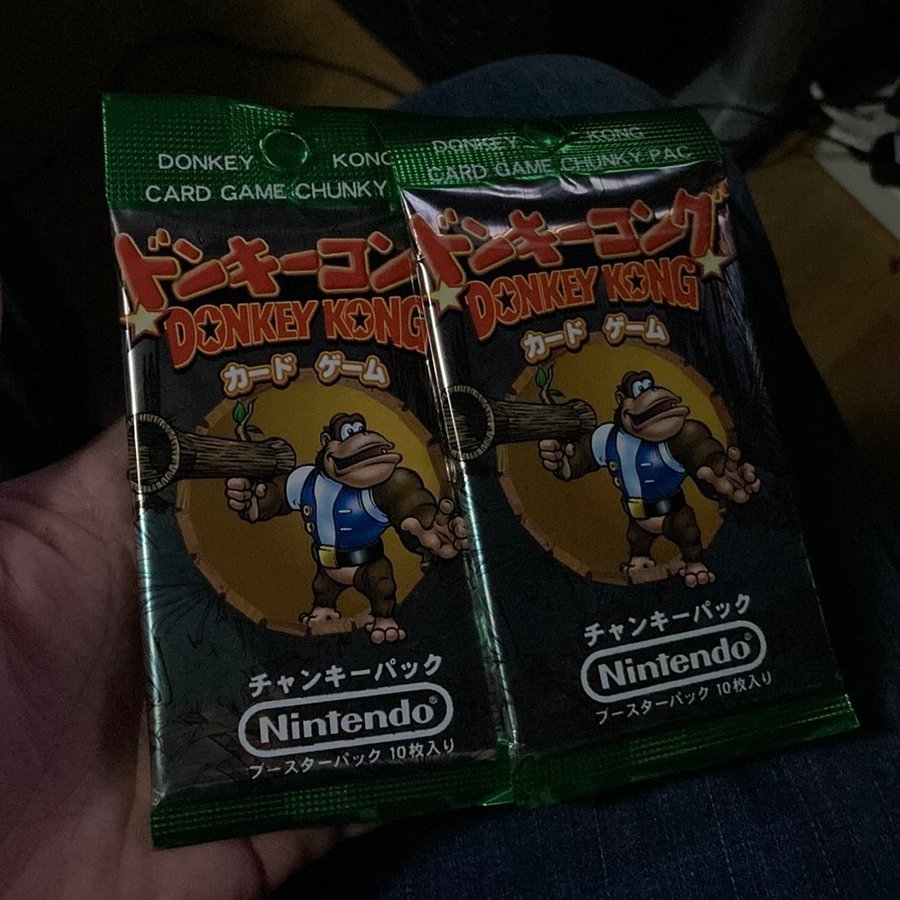 DONKEY KONG
CARD GAME CHUNKY
ドンキーコン
DONKEY KONG
カード ゲーム
チャンキーパック
Nintendo®
ブースターパック 10枚入り
DONKEY KONG
CARD GAME CHUNKY PAC
ドンキーコング
DONKEY KONG
カード ゲーム
チャンキーパック
Nintendo®
ブースターパック 10枚入り